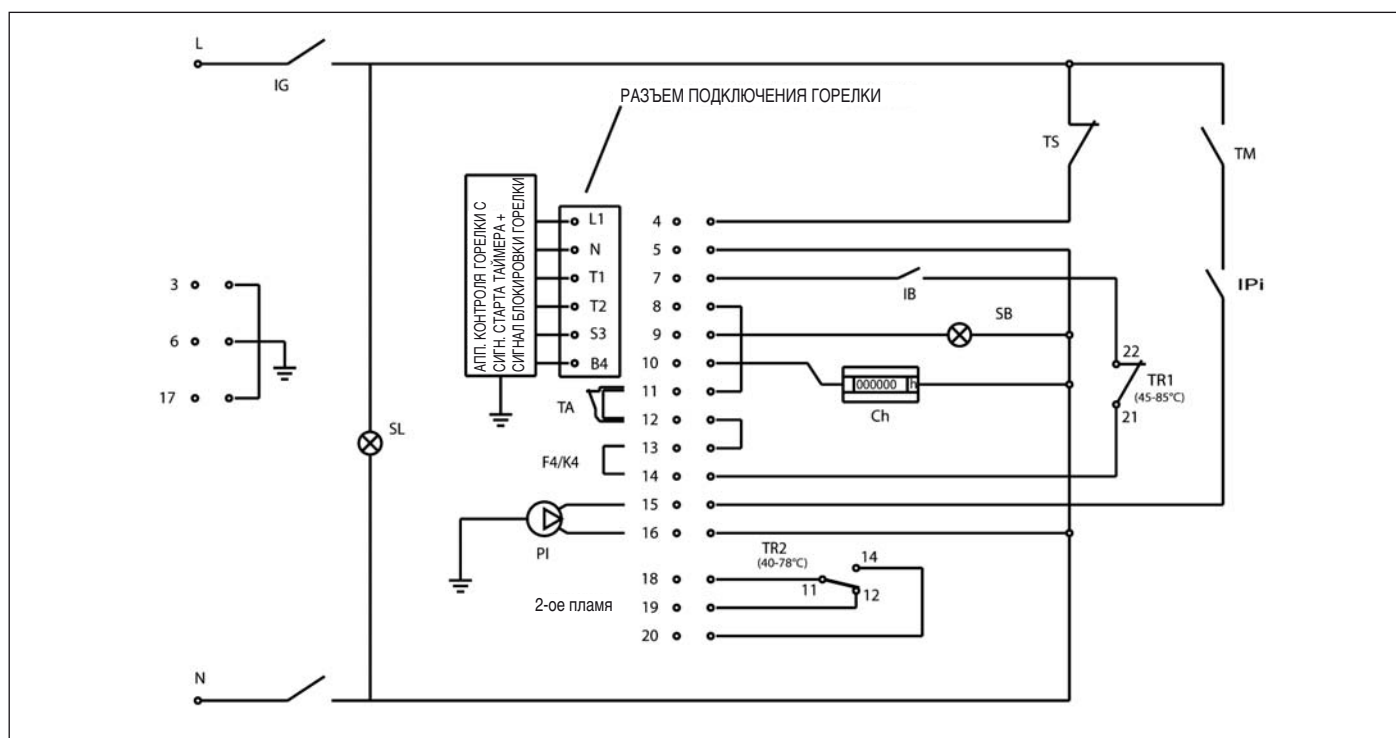 L
IG
РАЗЪЕМ ПОДКЛЮЧЕНИЯ ГОРЕЛКИ
TS
TM
АПП. КОНТРОЛЯ ГОРЕЛКИ С
СИГН. СТАРТА ТАЙМЕРА +
СИГНАЛ БЛОКИРОВКИ ГОРЕЛКИ
L1
N
T1
T2
S3
B4
4
5
7
8
9
10
11
12
13
14
15
16
18
19
20
3
6
17
IB
IPi
SB
22
TR1
(45-85°C)
21
000000 h
Ch
TA
SL
F4/K4
PI
TR2
(40-78°C)
14
11
12
2-ое пламя
N